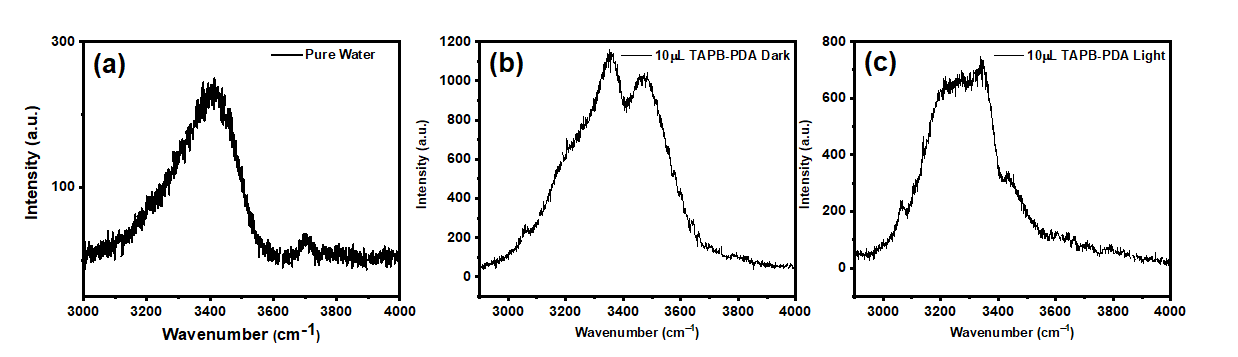 (a)
Pure Water
300
100
Intensity (a.u.)
3000 3200 3400 3600 3800 4000
Wavenumber (cm⁻¹)
(b)
10µL TAPB-PDA Dark
1200
1000
800
600
400
200
0
Intensity (a.u.)
3000 3200 3400 3600 3800 4000
Wavenumber (cm⁻¹)
(c)
10µL TAPB-PDA Light
800
600
400
200
0
Intensity (a.u.)
3000 3200 3400 3600 3800 4000
Wavenumber (cm⁻¹)